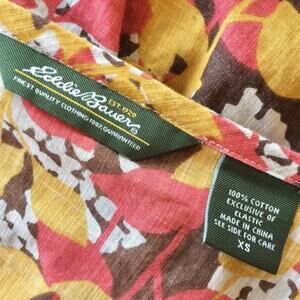 Eddie Bauer®
EST. 1920
FINEST QUALITY CLOTHING 100% GUARANTEED
100% COTTON
EXCLUSIVE OF
ELASTIC
MADE IN CHINA
SEE SIDE FOR CARE
XS